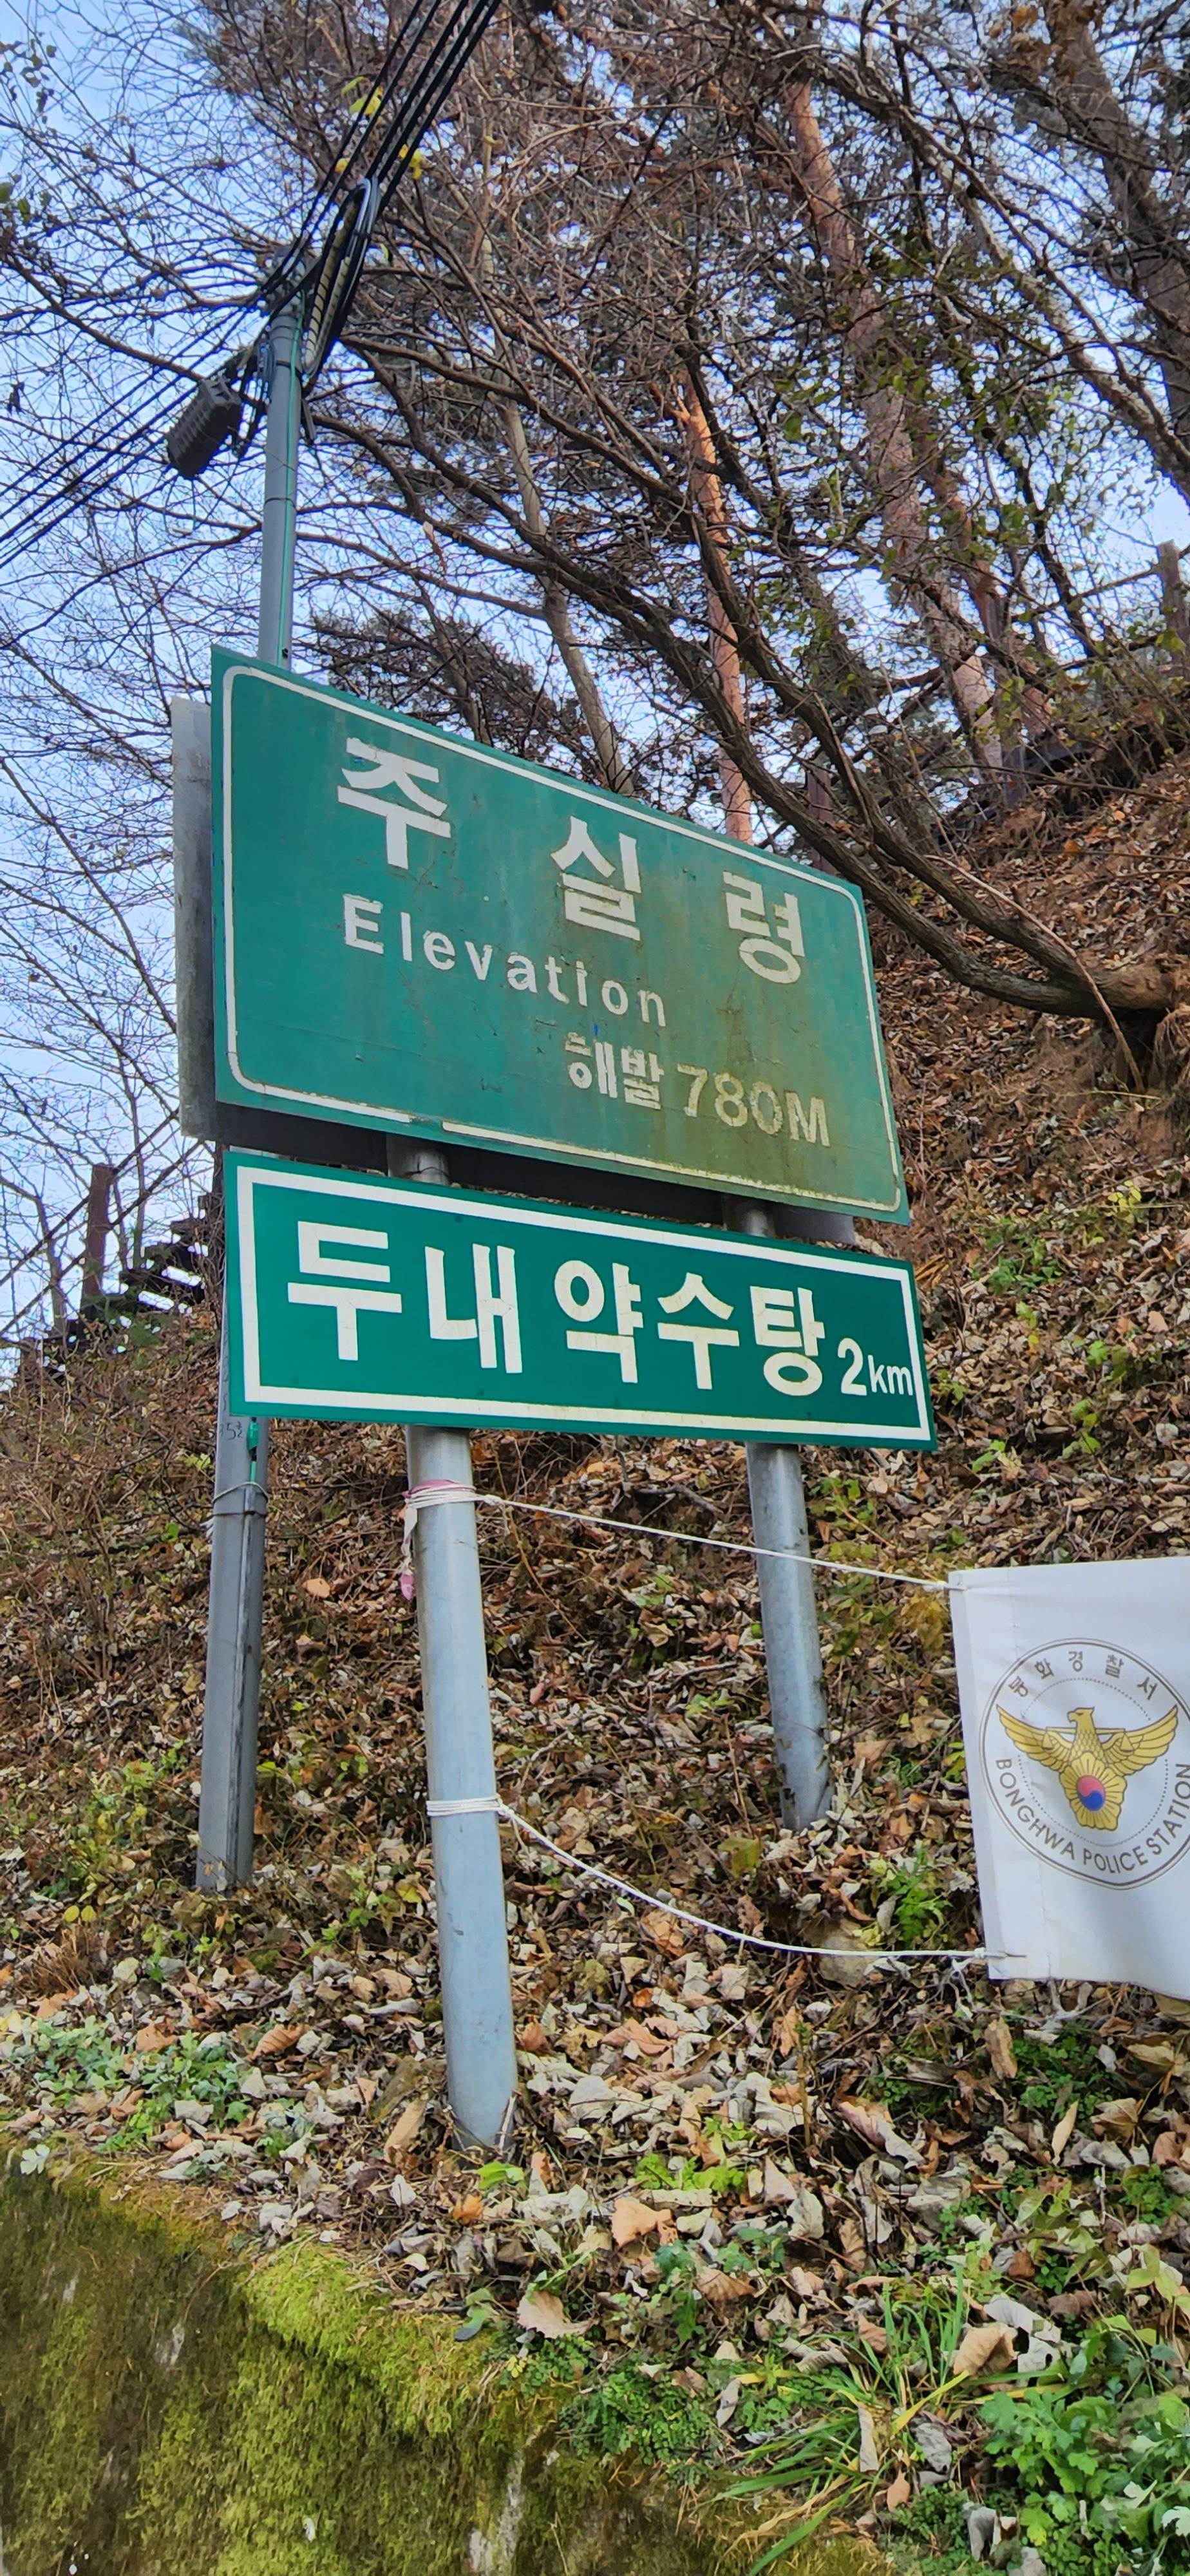 주실령
Elevation
해발 780M
두내약수탕 2km
봉화경찰서
BONGHWA POLICE STATION